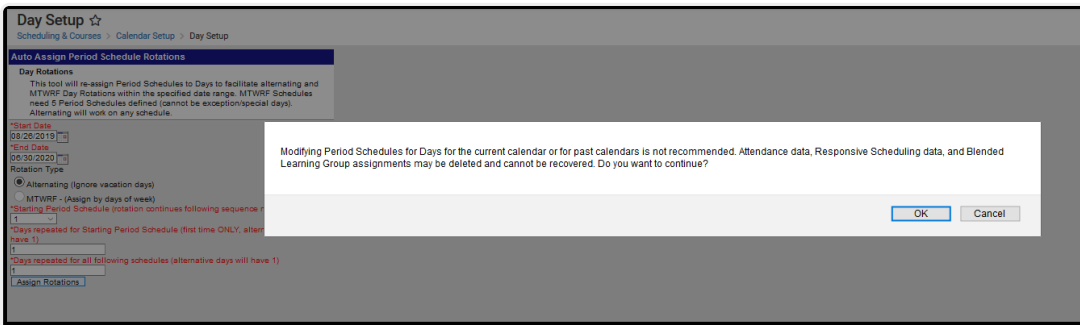 Day Setup
Scheduling & Courses > Calendar Setup > Day Setup
Auto Assign Period Schedule Rotations
Day Rotations
This tool will re-assign Period Schedules to Days to facilitate alternating and
MTWRF Day Rotations within the specified date range. MTWRF Schedules
need 5 Period Schedules defined (cannot be exception/special days).
Alternating will work on any schedule.
*Start Date
08/26/2019
*End Date
06/30/2020
Rotation Type
Alternating (Ignore vacation days)
MTWRF - (Assign by days of week)
*Starting Period Schedule (rotation continues following sequence
1
*Days repeated for Starting Period Schedule (first time ONLY,
have 1)
1
*Days repeated for all following schedules (alternative days will have 1)
1
Assign Rotations
Modifying Period Schedules for Days for the current calendar or for past calendars is not recommended. Attendance data, Responsive Scheduling data, and Blended
Learning Group assignments may be deleted and cannot be recovered. Do you want to continue?
OK Cancel